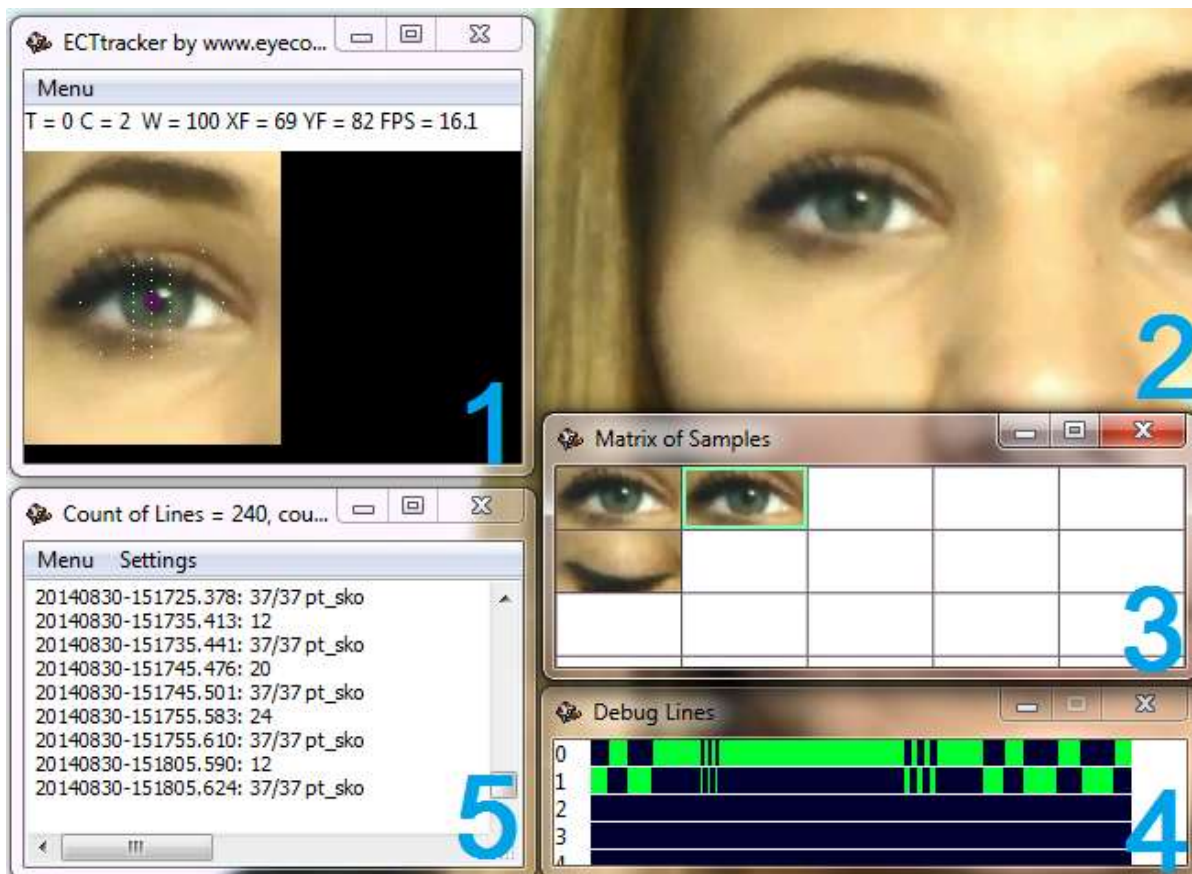 ECTtracker by www.eyeco...
Menu
T = 0 C = 2 W = 100 XF = 69 YF = 82 FPS = 16.1
1
2
Matrix of Samples
3
Count of Lines = 240, cou...
Menu Settings
20140830-151725.378: 37/37 pt_sko
20140830-151735.413: 12
20140830-151735.441: 37/37 pt_sko
20140830-151745.476: 20
20140830-151745.501: 37/37 pt_sko
20140830-151755.583: 24
20140830-151755.610: 37/37 pt_sko
20140830-151805.590: 12
20140830-151805.624: 37/37 pt_sko
5
Debug Lines
0
1
2
3
4
4